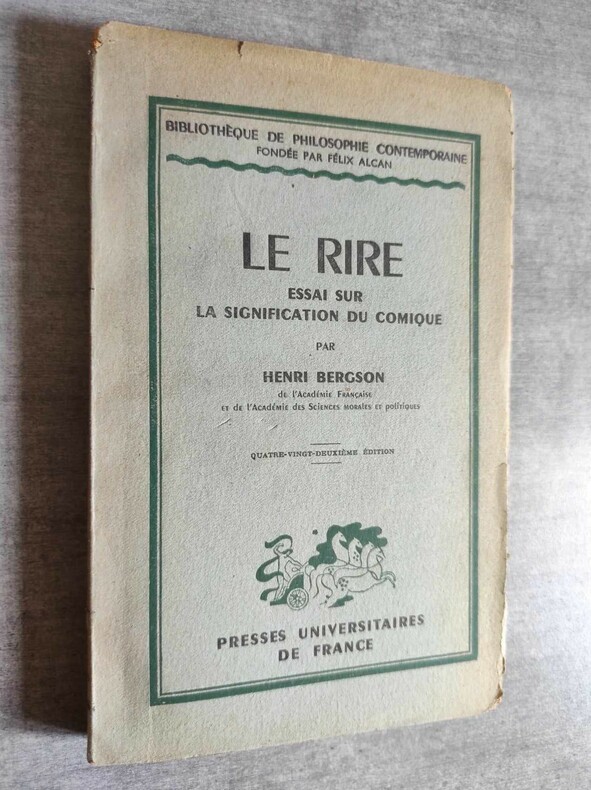 BIBLIOTHÈQUE DE PHILOSOPHIE CONTEMPORAINE
FONDÉE PAR FÉLIX ALCAN
LE RIRE
ESSAI SUR
LA SIGNIFICATION DU COMIQUE
PAR
HENRI BERGSON
de l'Académie Française
et de l'Académie des Sciences morales et politiques
QUATRE-VINGT-DEUXIÈME ÉDITION
PRESSES UNIVERSITAIRES
DE FRANCE